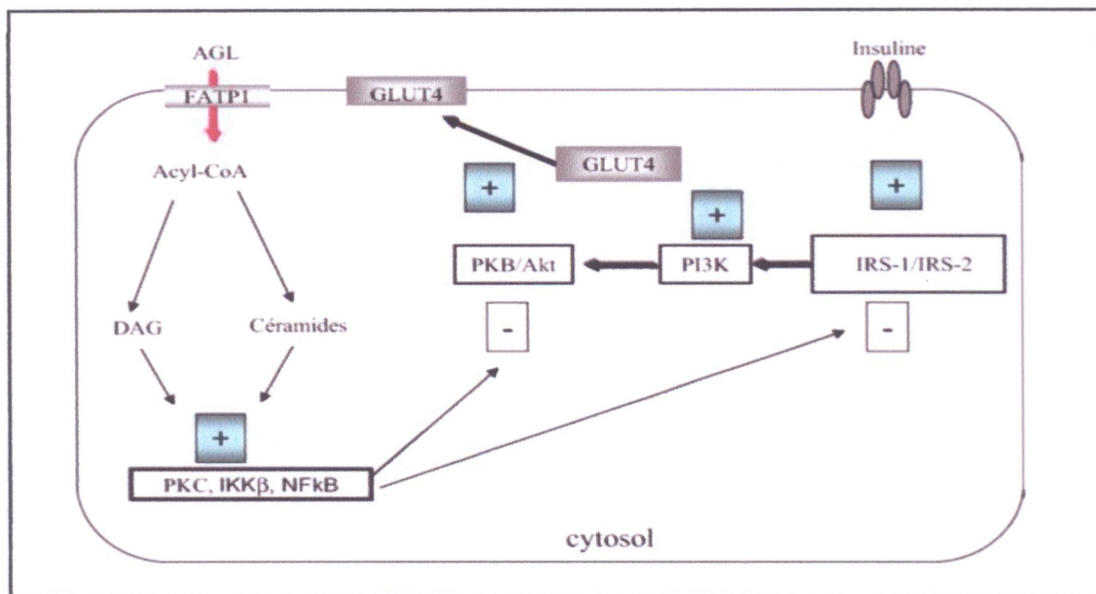 AGL
Insuline
FATP1
GLUT4
Acyl-CoA
GLUT4
+
+
+
PKB/Akt
PI3K
IRS-1/IRS-2
DAG
Céramides
-
-
+
PKC, IKKβ, NFkB
cytosol